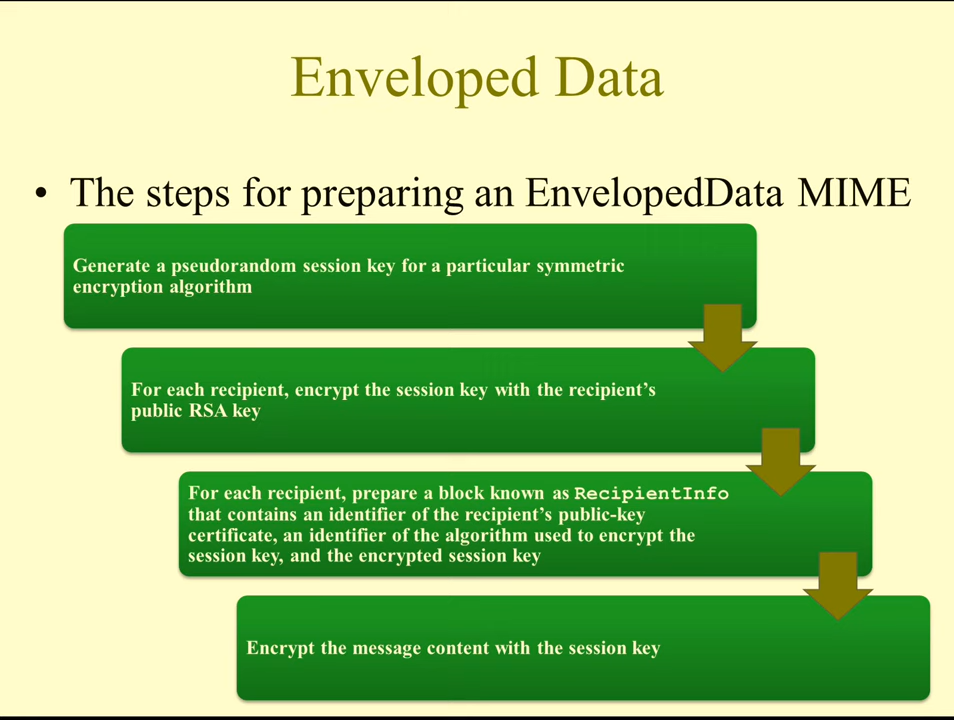 Enveloped Data
• The steps for preparing an EnvelopedData MIME
Generate a pseudorandom session key for a particular symmetric
encryption algorithm
For each recipient, encrypt the session key with the recipient’s
public RSA key
For each recipient, prepare a block known as RecipientInfo
that contains an identifier of the recipient’s public-key
certificate, an identifier of the algorithm used to encrypt the
session key, and the encrypted session key
Encrypt the message content with the session key